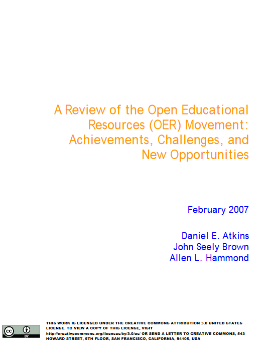 A Review of the Open Educational
Resources (OER) Movement:
Achievements, Challenges, and
New Opportunities
February 2007
Daniel E. Atkins
John Seely Brown
Allen L. Hammond
THIS WORK IS LICENSED UNDER THE CREATIVE COMMONS ATTRIBUTION 3.0 UNITED STATES
LICENSE. TO VIEW A COPY OF THIS LICENSE, VISIT
http://creativecommons.org/licenses/by/3.0/us/ OR SEND A LETTER TO CREATIVE COMMONS, 543
HOWARD STREET, 5TH FLOOR, SAN FRANCISCO, CALIFORNIA, 94105, USA